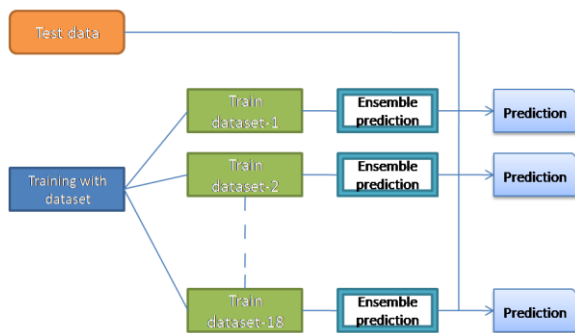 Test data
Train
dataset-1
Ensemble
prediction
Prediction
Training with
dataset
Train
dataset-2
Ensemble
prediction
Prediction
Train
dataset-18
Ensemble
prediction
Prediction